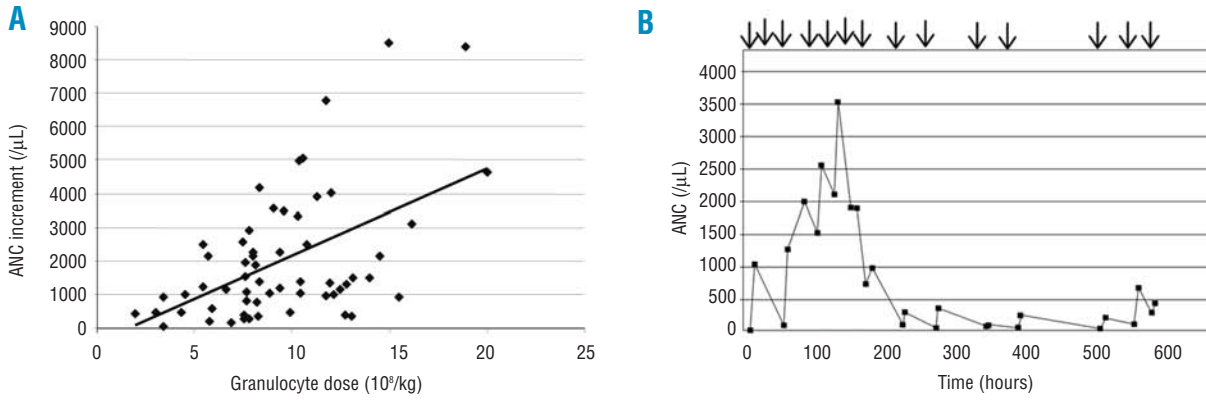 A
ANC increment (/μL)
9000
8000
7000
6000
5000
4000
3000
2000
1000
0
0 5 10 15 20 25
Granulocyte dose (10⁸/kg)
B
ANC (/μL)
4000
3500
3000
2500
2000
1500
1000
500
0
0 100 200 300 400 500 600
Time (hours)